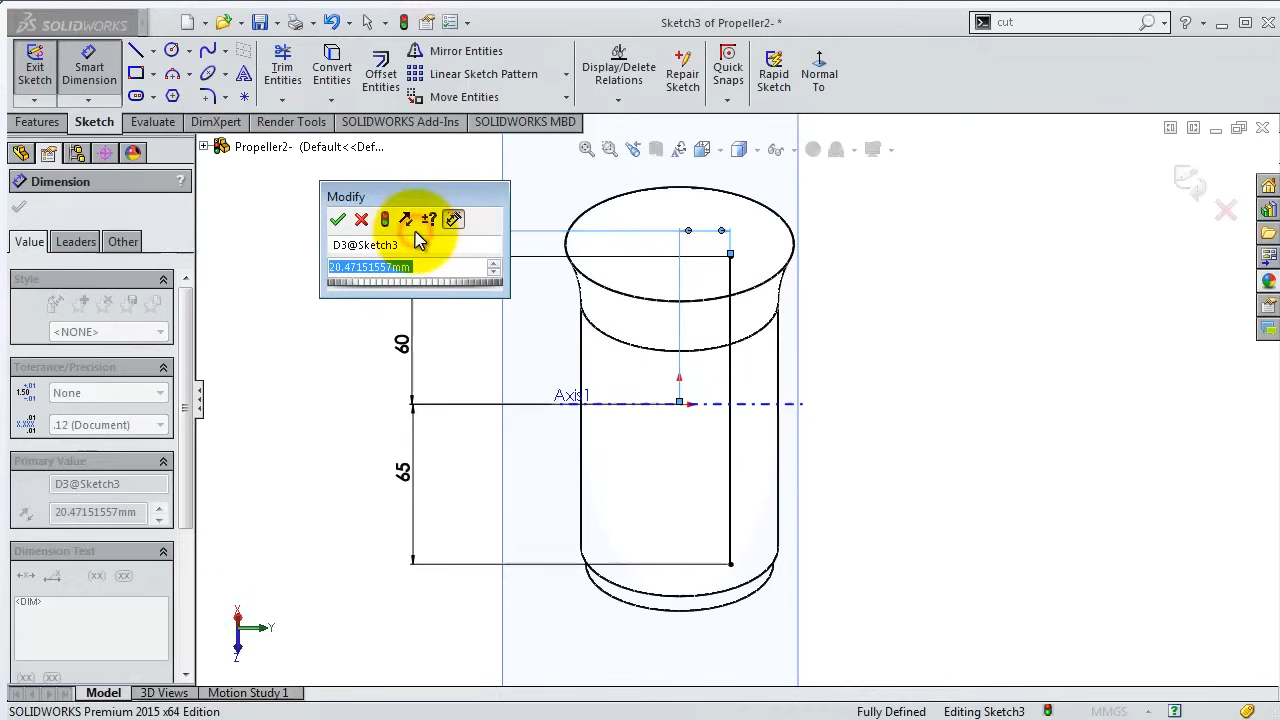 SOLIDWORKS
Sketch3 of Propeller2- *
cut
Exit Sketch
Smart Dimension
Trim Entities
Convert Entities
Offset Entities
Mirror Entities
Linear Sketch Pattern
Move Entities
Display/Delete Relations
Repair Sketch
Quick Snaps
Rapid Sketch
Normal To
Features
Sketch
Evaluate
DimXpert
Render Tools
SOLIDWORKS Add-Ins
SOLIDWORKS MBD
Propeller2- (Default<<Def...
Dimension
?
Value
Leaders
Other
Style
<NONE>
Tolerance/Precision
None
.12 (Document)
Primary Value
D3@Sketch3
20.47151557mm
Dimension Text
(xx)
(xx)
<DIM>
Modify
±?
D3@Sketch3
20.47151557mm
60
65
Axis1
X
Y
Z
Model
3D Views
Motion Study 1
SOLIDWORKS Premium 2015 x64 Edition
Fully Defined
Editing Sketch3
MMGS